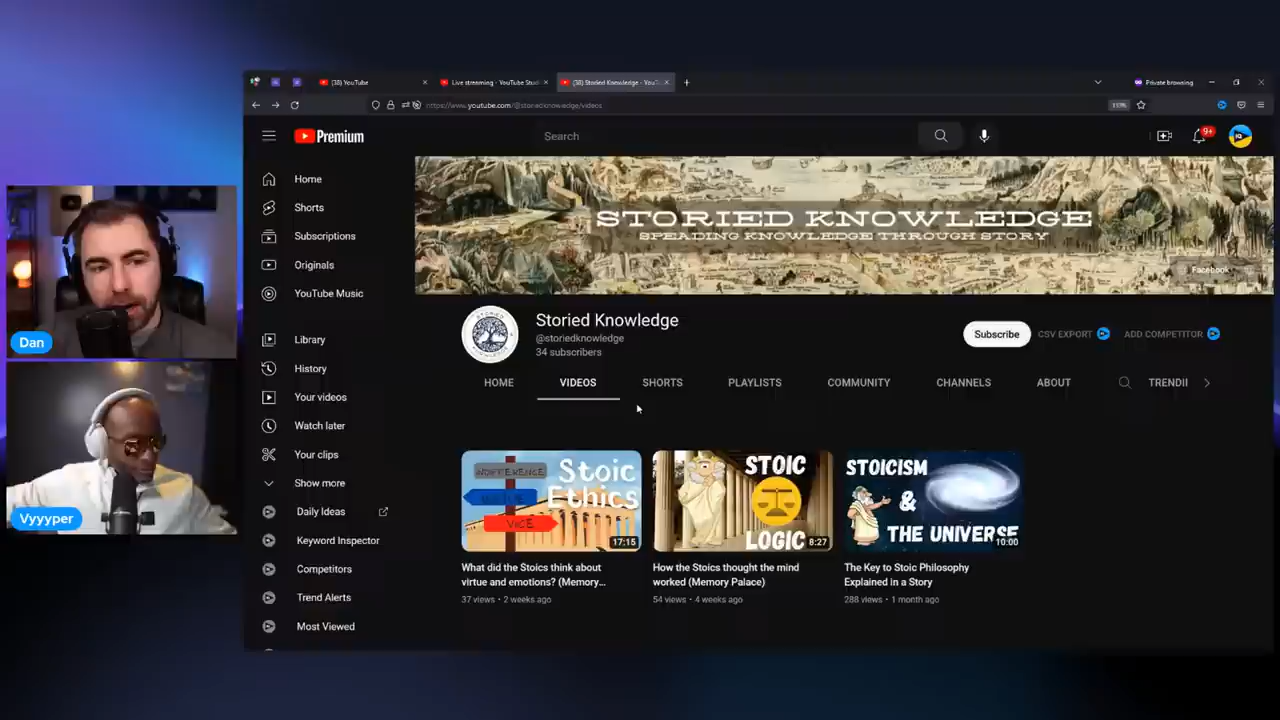 (38) YouTube
Live streaming - YouTube Stud
(38) Storied Knowledge - YouT
Private browsing
https://www.youtube.com/@storiedknowledge/videos
Premium
Search
9+
Home
Shorts
Subscriptions
Originals
YouTube Music
Library
History
Your videos
Watch later
Your clips
Show more
Daily Ideas
Keyword Inspector
Competitors
Trend Alerts
Most Viewed
STORIED KNOWLEDGE
SPEADING KNOWLEDGE THROUGH STORY
Facebook
Storied Knowledge
@storiedknowledge
34 subscribers
Subscribe
CSV EXPORT
ADD COMPETITOR
HOME
VIDEOS
SHORTS
PLAYLISTS
COMMUNITY
CHANNELS
ABOUT
TRENDII
INDIFFERENCE
VIRTUE
VICE
Stoic
Ethics
17:15
What did the Stoics think about
virtue and emotions? (Memory...
37 views • 2 weeks ago
STOIC
LOGIC
8:27
How the Stoics thought the mind
worked (Memory Palace)
54 views • 4 weeks ago
STOICISM
&
THE UNIVERSE
10:00
The Key to Stoic Philosophy
Explained in a Story
288 views • 1 month ago
Dan
Vyyyper